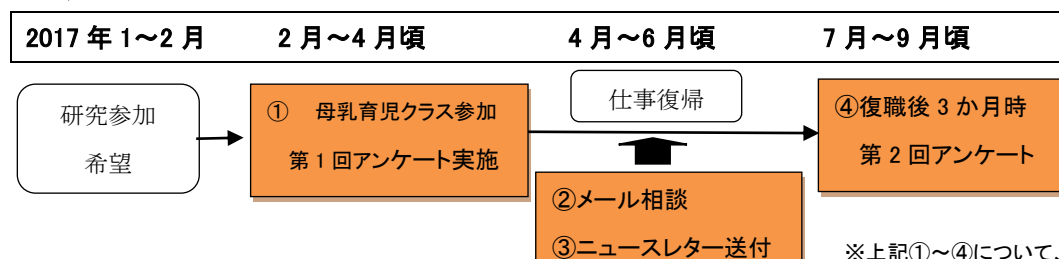 2017 年 1～2 月 2 月～4 月頃 4 月～6 月頃 7 月～9 月頃
研究参加
希望
① 母乳育児クラス参加
第 1 回アンケート実施
仕事復帰
②メール相談
③ニュースレター送付
④復職後 3 か月時
第 2 回アンケート
※上記①～④について、